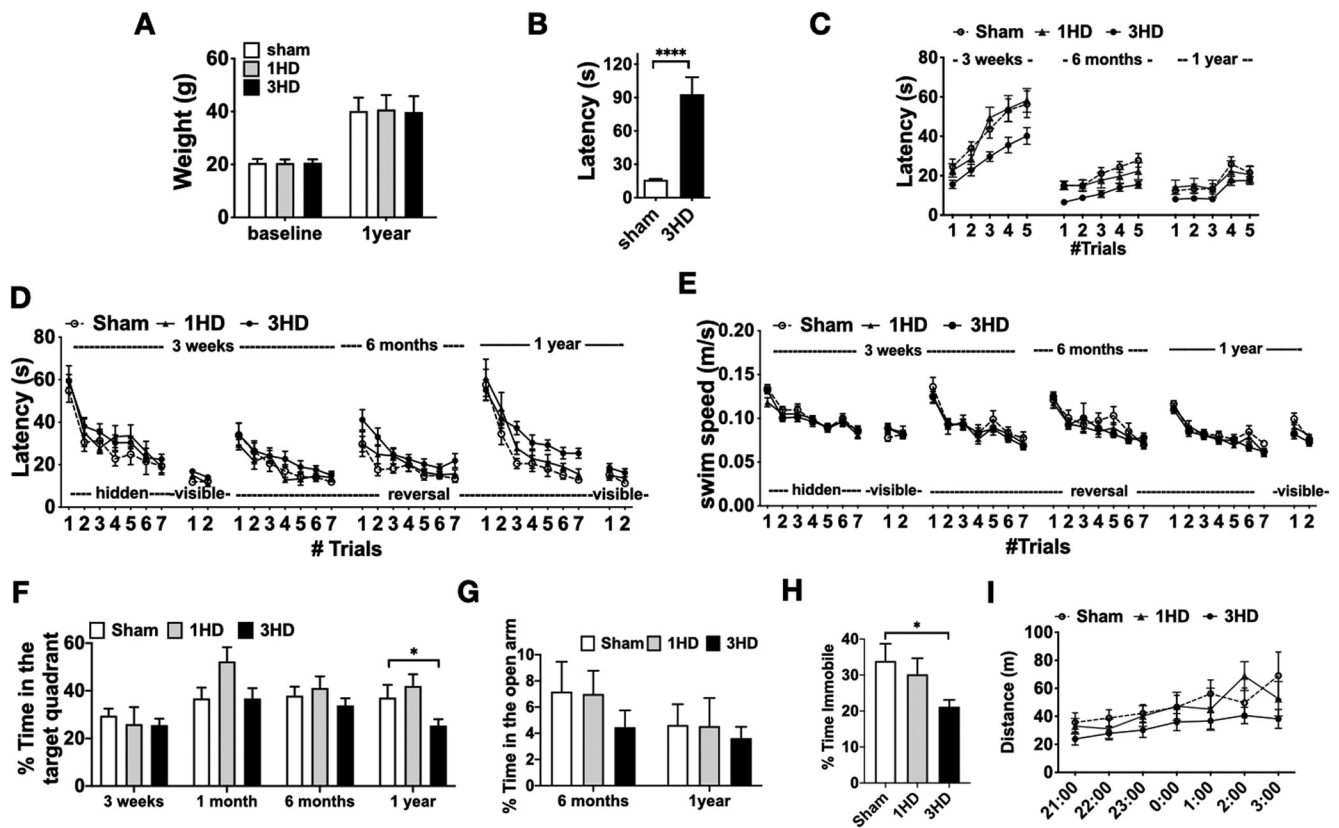 A
sham
1HD
3HD
Weight (g)
60
40
20
0
baseline 1year
B
****
Latency (s)
120
90
60
30
0
sham 3HD
C
Sham 1HD 3HD
3 weeks 6 months 1 year
Latency (s)
80
60
40
20
0
1 2 3 4 5 1 2 3 4 5 1 2 3 4 5
#Trials
D
Sham 1HD 3HD
3 weeks 6 months 1 year
Latency (s)
80
60
40
20
0
hidden visible reversal visible
1 2 3 4 5 6 7 1 2 1 2 3 4 5 6 7 1 2 3 4 5 6 7 1 2 3 4 5 6 7 1 2
# Trials
E
Sham 1HD 3HD
3 weeks 6 months 1 year
swim speed (m/s)
0.20
0.15
0.10
0.05
0.00
hidden visible reversal visible
1 2 3 4 5 6 7 1 2 1 2 3 4 5 6 7 1 2 3 4 5 6 7 1 2 3 4 5 6 7 1 2
#Trials
F
Sham 1HD 3HD
*
% Time in the
target quadrant
60
40
20
0
3 weeks 1 month 6 months 1 year
G
Sham 1HD 3HD
% Time in the open arm
10
8
6
4
2
0
6 months 1year
H
*
% Time Immobile
40
30
20
10
0
Sham 1HD 3HD
I
Sham 1HD 3HD
Distance (m)
100
80
60
40
20
0
21:00 22:00 23:00 0:00 1:00 2:00 3:00